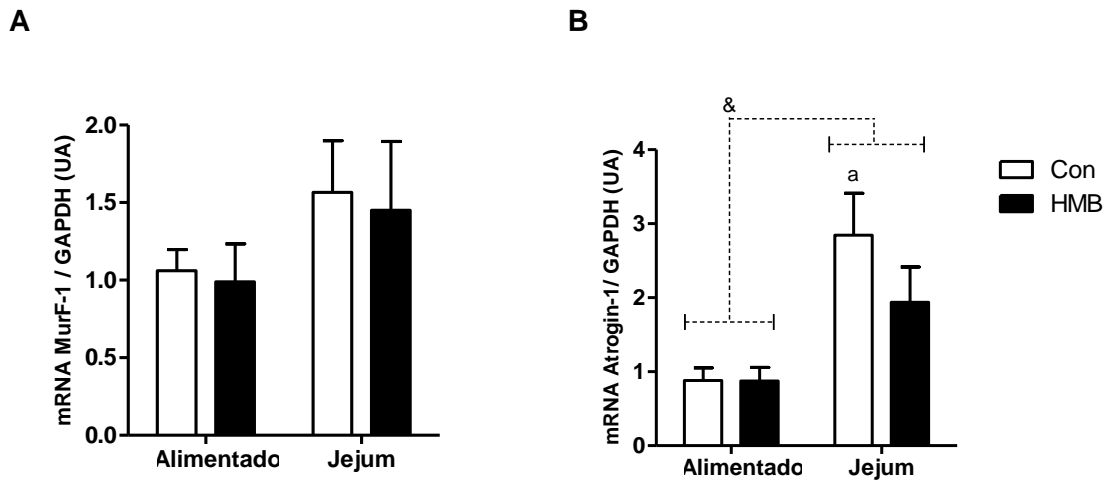 A
B
mRNA MurF-1 / GAPDH (UA)
2.0
1.5
1.0
0.5
0.0
Alimentado
Jejum
&
a
mRNA Atrogin-1/ GAPDH (UA)
4
3
2
1
0
Alimentado
Jejum
Con
HMB